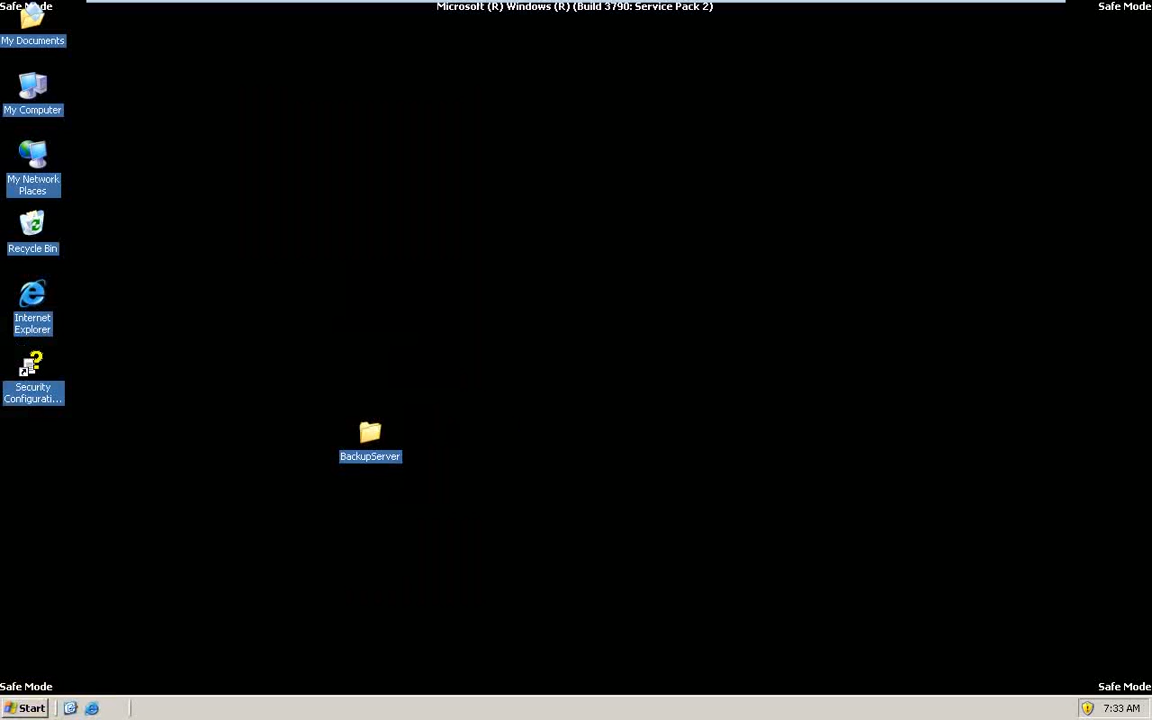 Safe Mode
Microsoft (R) Windows (R) (Build 3790: Service Pack 2)
Safe Mode
My Documents
My Computer
My Network
Places
Recycle Bin
Internet
Explorer
Security
Configurati...
BackupServer
Safe Mode
Safe Mode
Start
7:33 AM